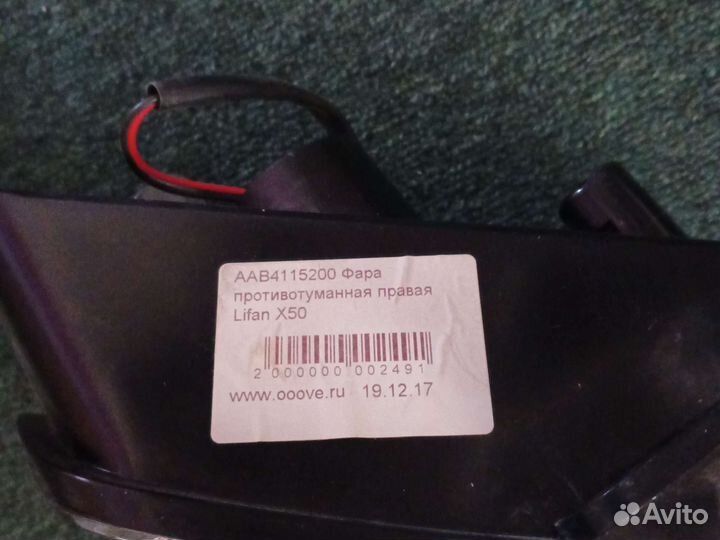 AAB4115200 Фара
противотуманная правая
Lifan X50
2 000000 002491
www.ooove.ru 19.12.17
Avito